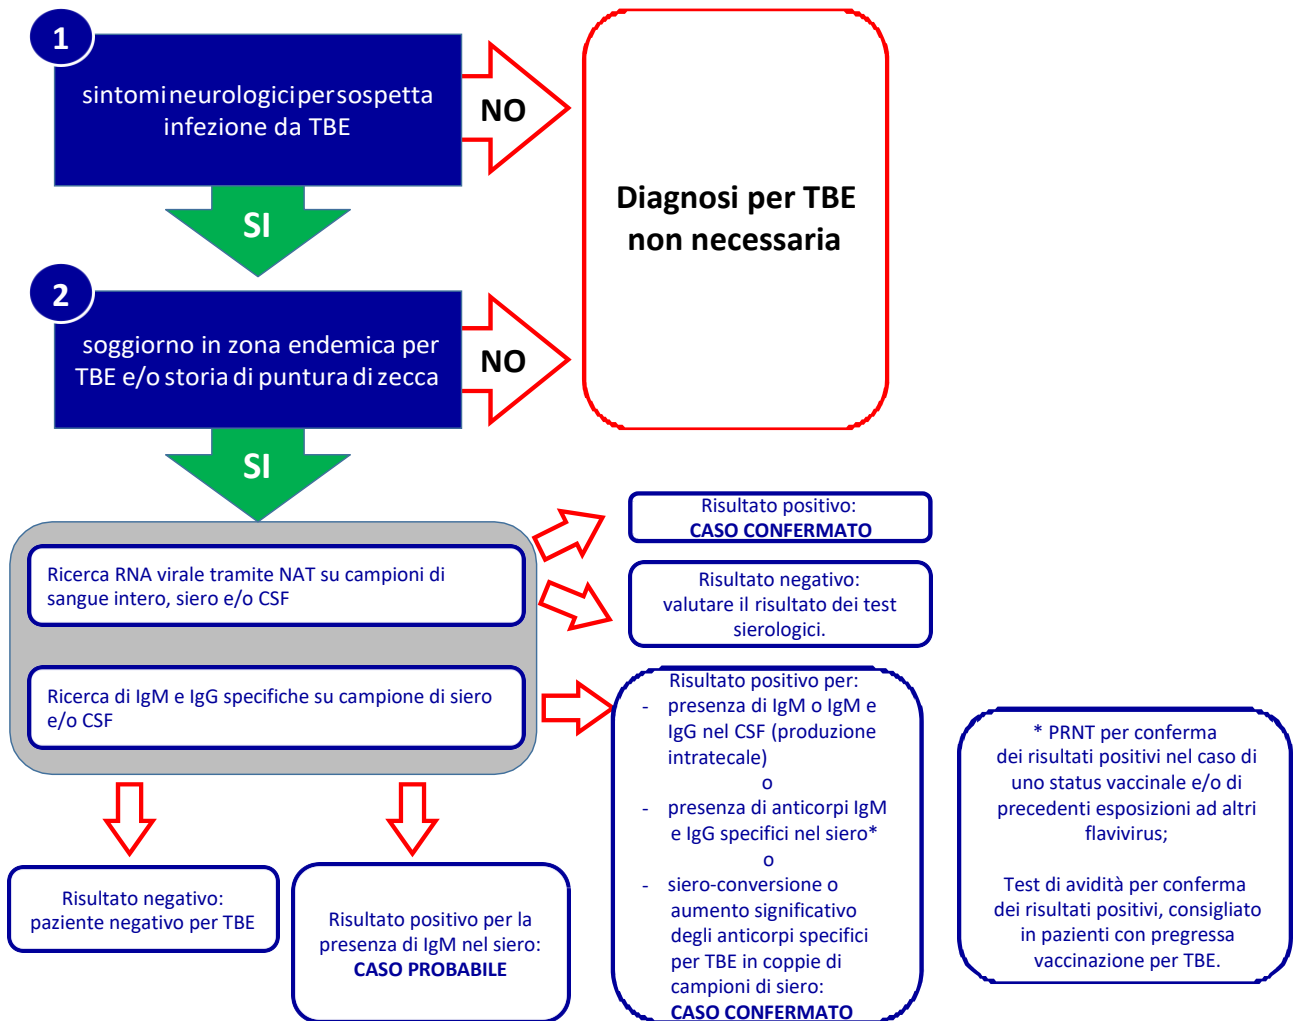 1
sintomi neurologici per sospetta
infezione da TBE
NO
SI
Diagnosi per TBE
non necessaria
2
soggiorno in zona endemica per
TBE e/o storia di puntura di zecca
NO
SI
Ricerca RNA virale tramite NAT su campioni di
sangue intero, siero e/o CSF
Ricerca di IgM e IgG specifiche su campione di siero
e/o CSF
Risultato positivo:
CASO CONFERMATO
Risultato negativo:
valutare il risultato dei test
sierologici.
Risultato positivo per:
- presenza di IgM o IgM e
IgG nel CSF (produzione
intratecale)
o
- presenza di anticorpi IgM
e IgG specifici nel siero*
o
- siero-conversione o
aumento significativo
degli anticorpi specifici
per TBE in coppie di
campioni di siero:
CASO CONFERMATO
* PRNT per conferma
dei risultati positivi nel caso di
uno status vaccinale e/o di
precedenti esposizioni ad altri
flavivirus;
Test di avidità per conferma
dei risultati positivi, consigliato
in pazienti con pregressa
vaccinazione per TBE.
Risultato negativo:
paziente negativo per TBE
Risultato positivo per la
presenza di IgM nel siero:
CASO PROBABILE